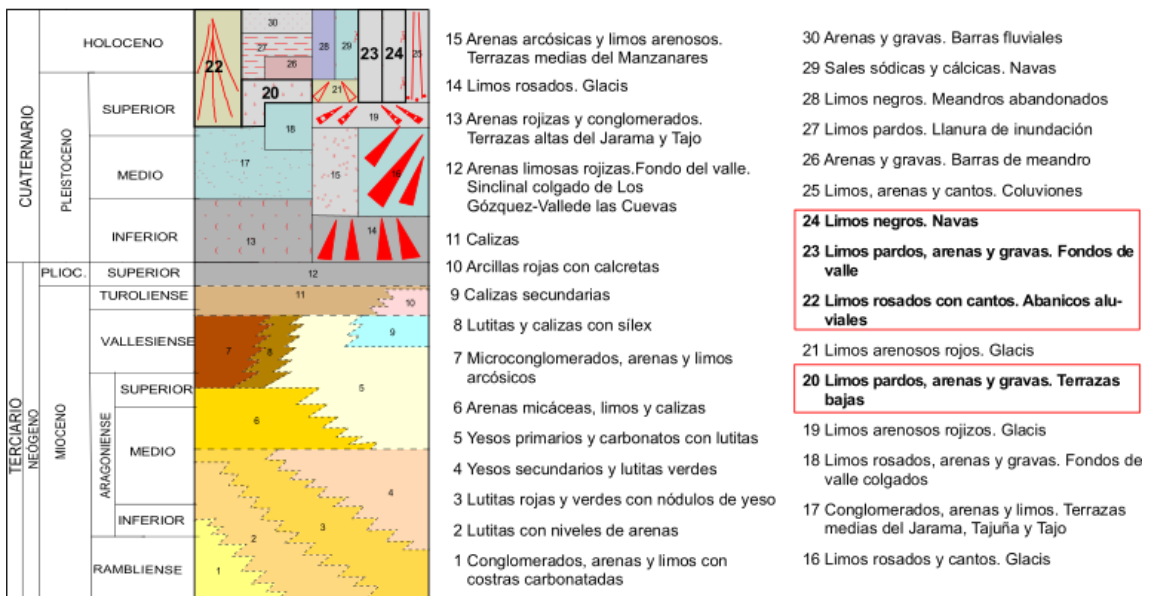 CUATERNARIO
HOLOCENO
PLEISTOCENO
SUPERIOR
MEDIO
INFERIOR
TERCIARIO
NEÓGENO
PLIOC.
SUPERIOR
MIOCENO
TUROLIENSE
VALLESIENSE
ARAGONIENSE
SUPERIOR
MEDIO
INFERIOR
RAMBLIENSE
22
30
27
26
28
29
23
24
25
20
21
19
18
17
15
16
13
14
12
11
10
7
8
9
5
6
4
3
2
1
15 Arenas arcósicas y limos arenosos.
Terrazas medias del Manzanares
14 Limos rosados. Glacis
13 Arenas rojizas y conglomerados.
Terrazas altas del Jarama y Tajo
12 Arenas limosas rojizas.Fondo del valle.
Sinclinal colgado de Los
Gózquez-Vallede las Cuevas
11 Calizas
10 Arcillas rojas con calcretas
9 Calizas secundarias
8 Lutitas y calizas con sílex
7 Microconglomerados, arenas y limos
arcósicos
6 Arenas micáceas, limos y calizas
5 Yesos primarios y carbonatos con lutitas
4 Yesos secundarios y lutitas verdes
3 Lutitas rojas y verdes con nódulos de yeso
2 Lutitas con niveles de arenas
1 Conglomerados, arenas y limos con
costras carbonatadas
30 Arenas y gravas. Barras fluviales
29 Sales sódicas y cálcicas. Navas
28 Limos negros. Meandros abandonados
27 Limos pardos. Llanura de inundación
26 Arenas y gravas. Barras de meandro
25 Limos, arenas y cantos. Coluviones
24 Limos negros. Navas
23 Limos pardos, arenas y gravas. Fondos de
valle
22 Limos rosados con cantos. Abanicos alu-
viales
21 Limos arenosos rojos. Glacis
20 Limos pardos, arenas y gravas. Terrazas
bajas
19 Limos arenosos rojizos. Glacis
18 Limos rosados, arenas y gravas. Fondos de
valle colgados
17 Conglomerados, arenas y limos. Terrazas
medias del Jarama, Tajuña y Tajo
16 Limos rosados y cantos. Glacis